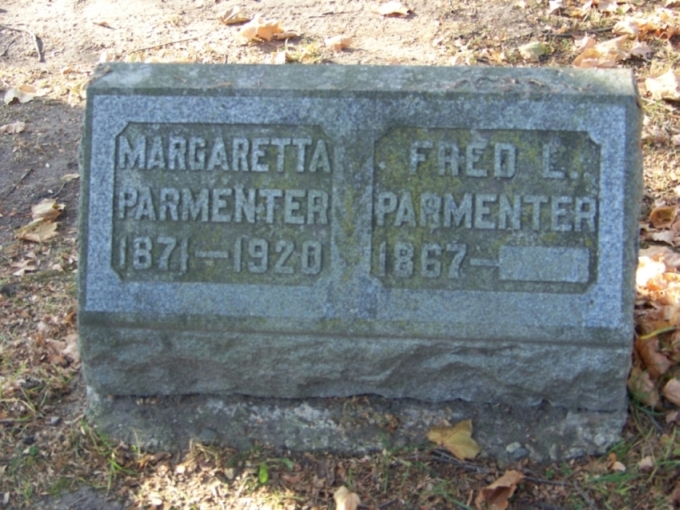 MARGARETTA
PARMENTER
1871-1920
FRED L.
PARMENTER
1867-